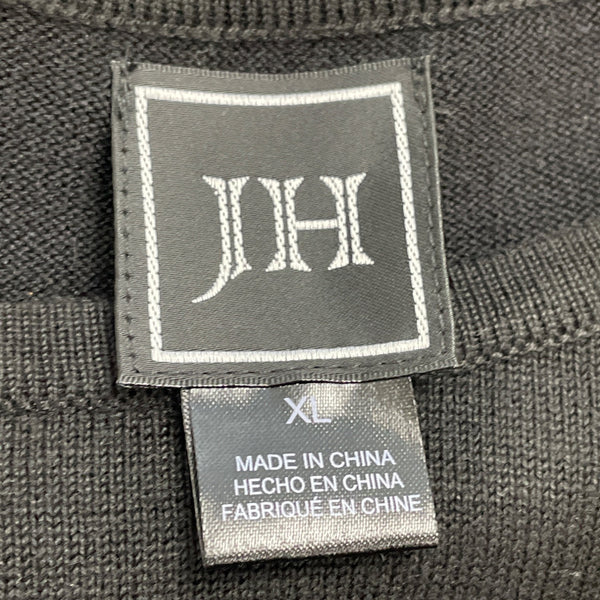 JH
XL
MADE IN CHINA
HECHO EN CHINA
FABRIQUÉ EN CHINE